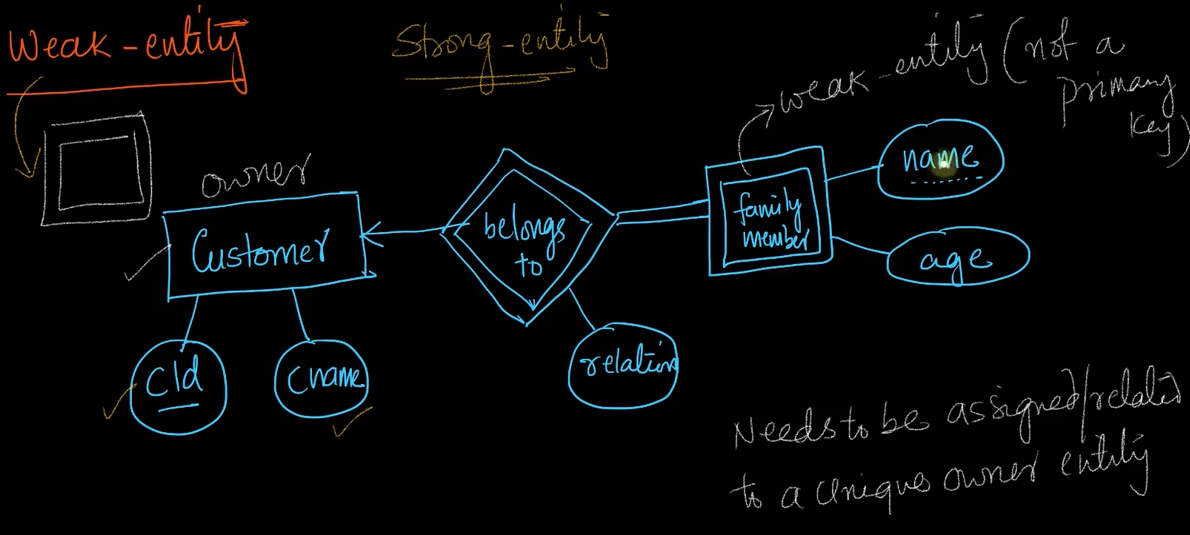 Weak-entity
Strong-entity
weak-entity (not a
primary
key)
owner
Customer
belongs
to
family
member
name
age
cId
cname
relation
Needs to be assigned/related
to a unique owner entity